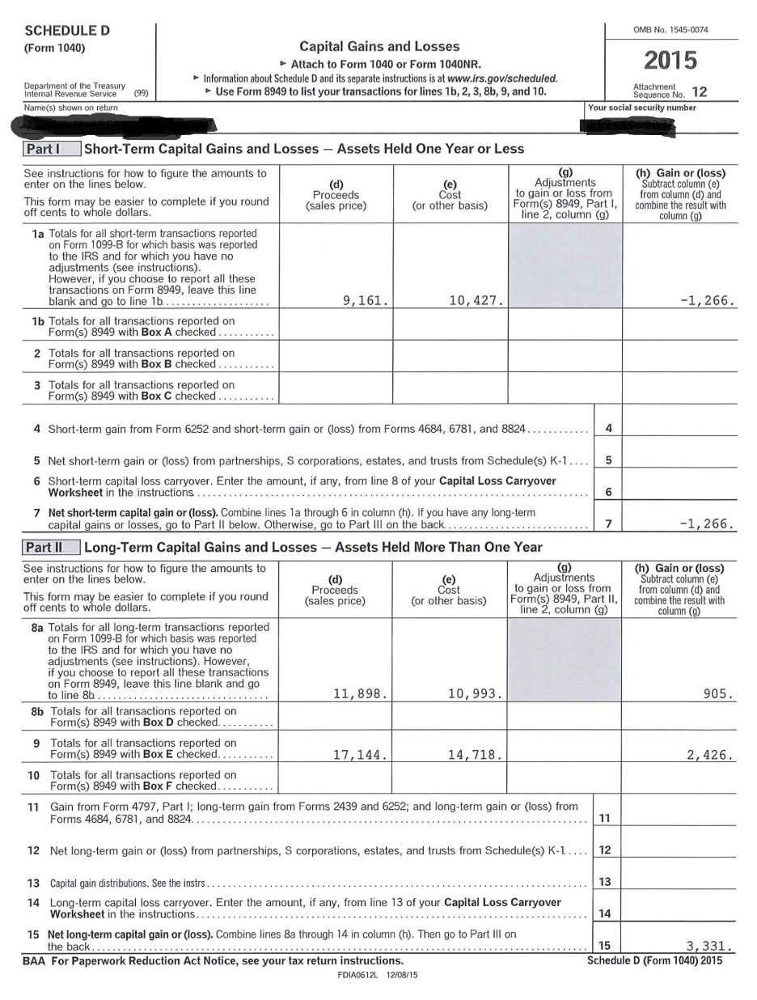 SCHEDULE D
(Form 1040)
Department of the Treasury
Internal Revenue Service (99)
Capital Gains and Losses
► Attach to Form 1040 or Form 1040NR.
► Information about Schedule D and its separate instructions is at www.irs.gov/scheduled.
► Use Form 8949 to list your transactions for lines 1b, 2, 3, 8b, 9, and 10.
OMB No. 1545-0074
2015
Attachment
Sequence No. 12
Name(s) shown on return
Your social security number
Part I Short-Term Capital Gains and Losses — Assets Held One Year or Less
See instructions for how to figure the amounts to
enter on the lines below.
This form may be easier to complete if you round
off cents to whole dollars.
(d)
Proceeds
(sales price)
(e)
Cost
(or other basis)
(g)
Adjustments
to gain or loss from
Form(s) 8949, Part I,
line 2, column (g)
(h) Gain or (loss)
Subtract column (e)
from column (d) and
combine the result with
column (g)
1a Totals for all short-term transactions reported
on Form 1099-B for which basis was reported
to the IRS and for which you have no
adjustments (see instructions).
However, if you choose to report all these
transactions on Form 8949, leave this line
blank and go to line 1b.................... 9,161. 10,427. -1,266.
1b Totals for all transactions reported on
Form(s) 8949 with Box A checked...........
2 Totals for all transactions reported on
Form(s) 8949 with Box B checked...........
3 Totals for all transactions reported on
Form(s) 8949 with Box C checked...........
4 Short-term gain from Form 6252 and short-term gain or (loss) from Forms 4684, 6781, and 8824............ 4
5 Net short-term gain or (loss) from partnerships, S corporations, estates, and trusts from Schedule(s) K-1.... 5
6 Short-term capital loss carryover. Enter the amount, if any, from line 8 of your Capital Loss Carryover
Worksheet in the instructions........................ 6
7 Net short-term capital gain or (loss). Combine lines 1a through 6 in column (h). If you have any long-term
capital gains or losses, go to Part II below. Otherwise, go to Part III on the back........................ 7 -1,266.
Part II Long-Term Capital Gains and Losses — Assets Held More Than One Year
See instructions for how to figure the amounts to
enter on the lines below.
This form may be easier to complete if you round
off cents to whole dollars.
(d)
Proceeds
(sales price)
(e)
Cost
(or other basis)
(g)
Adjustments
to gain or loss from
Form(s) 8949, Part II,
line 2, column (g)
(h) Gain or (loss)
Subtract column (e)
from column (d) and
combine the result with
column (g)
8a Totals for all long-term transactions reported
on Form 1099-B for which basis was reported
to the IRS and for which you have no
adjustments (see instructions). However,
if you choose to report all these transactions
on Form 8949, leave this line blank and go
to line 8b................................ 11,898. 10,993. 905.
8b Totals for all transactions reported on
Form(s) 8949 with Box D checked...........
9 Totals for all transactions reported on
Form(s) 8949 with Box E checked........... 17,144. 14,718. 2,426.
10 Totals for all transactions reported on
Form(s) 8949 with Box F checked...........
11 Gain from Form 4797, Part I; long-term gain from Forms 2439 and 6252; and long-term gain or (loss) from
Forms 4684, 6781, and 8824........................ 11
12 Net long-term gain or (loss) from partnerships, S corporations, estates, and trusts from Schedule(s) K-1..... 12
13 Capital gain distributions. See the instrs........................ 13
14 Long-term capital loss carryover. Enter the amount, if any, from line 13 of your Capital Loss Carryover
Worksheet in the instructions........................ 14
15 Net long-term capital gain or (loss). Combine lines 8a through 14 in column (h). Then go to Part III on
the back........................ 15 3,331.
BAA For Paperwork Reduction Act Notice, see your tax return instructions. Schedule D (Form 1040) 2015
FDIA0612L 12/08/15